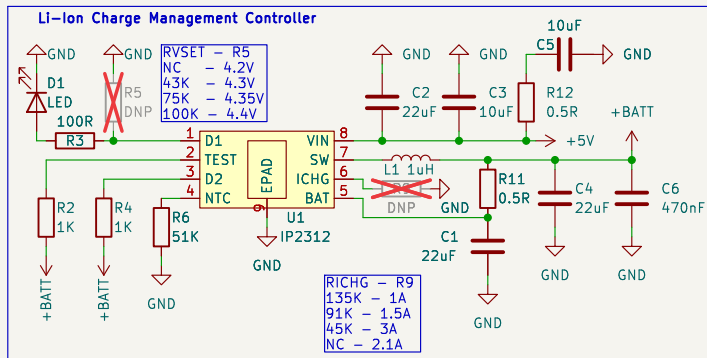 Li-Ion Charge Management Controller
GND
GND
10uF
C5
GND
GND
GND
D1
LED
R5
DNP
RVSET - R5
NC - 4.2V
43K - 4.3V
75K - 4.35V
100K - 4.4V
C2
22uF
C3
10uF
R12
0.5R
+BATT
100R
R3
1
D1
VIN
8
+5V
2
TEST
SW
7
L1 1uH
3
D2
ICHG
6
4
NTC
BAT
5
EPAD
9
U1
IP2312
DNP
GND
R11
0.5R
C4
22uF
C6
470nF
R2
1K
R4
1K
R6
51K
GND
C1
22uF
+BATT
+BATT
GND
GND
GND
GND
RICHG - R9
135K - 1A
91K - 1.5A
45K - 3A
NC - 2.1A